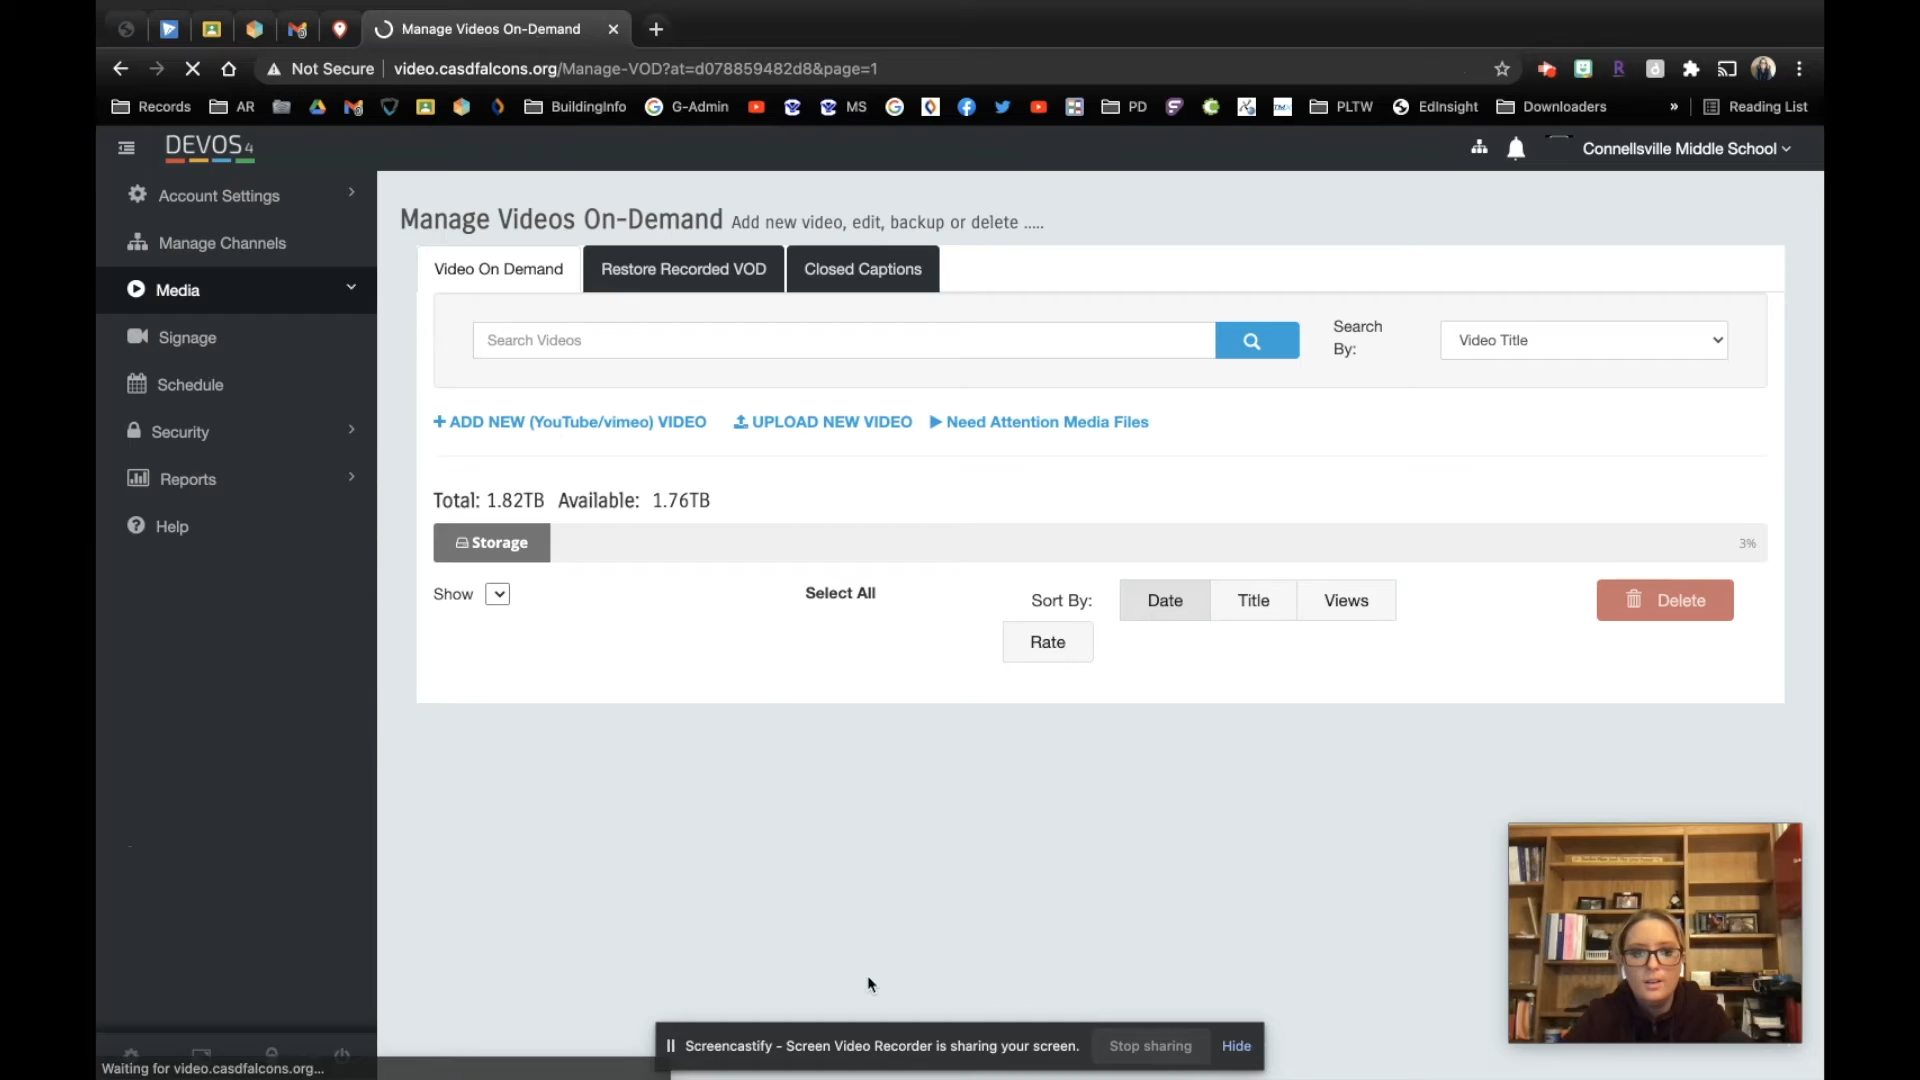 Manage Videos On-Demand
Not Secure video.casdfalcons.org/Manage-VOD?at=d078859482d8&page=1
Records AR BuildingInfo G-Admin MS PD PLTW EdInsight Downloaders » Reading List
DEVOS4 Connellsville Middle School
Account Settings
Manage Channels
Media
Signage
Schedule
Security
Reports
Help
Manage Videos On-Demand Add new video, edit, backup or delete .....
Video On Demand Restore Recorded VOD Closed Captions
Search Videos
Search By:
Video Title
+ ADD NEW (YouTube/vimeo) VIDEO UPLOAD NEW VIDEO Need Attention Media Files
Total: 1.82TB Available: 1.76TB
Storage 3%
Show Select All Sort By: Date Title Views Delete
Rate
Screencastify - Screen Video Recorder is sharing your screen. Stop sharing Hide
Waiting for video.casdfalcons.org...